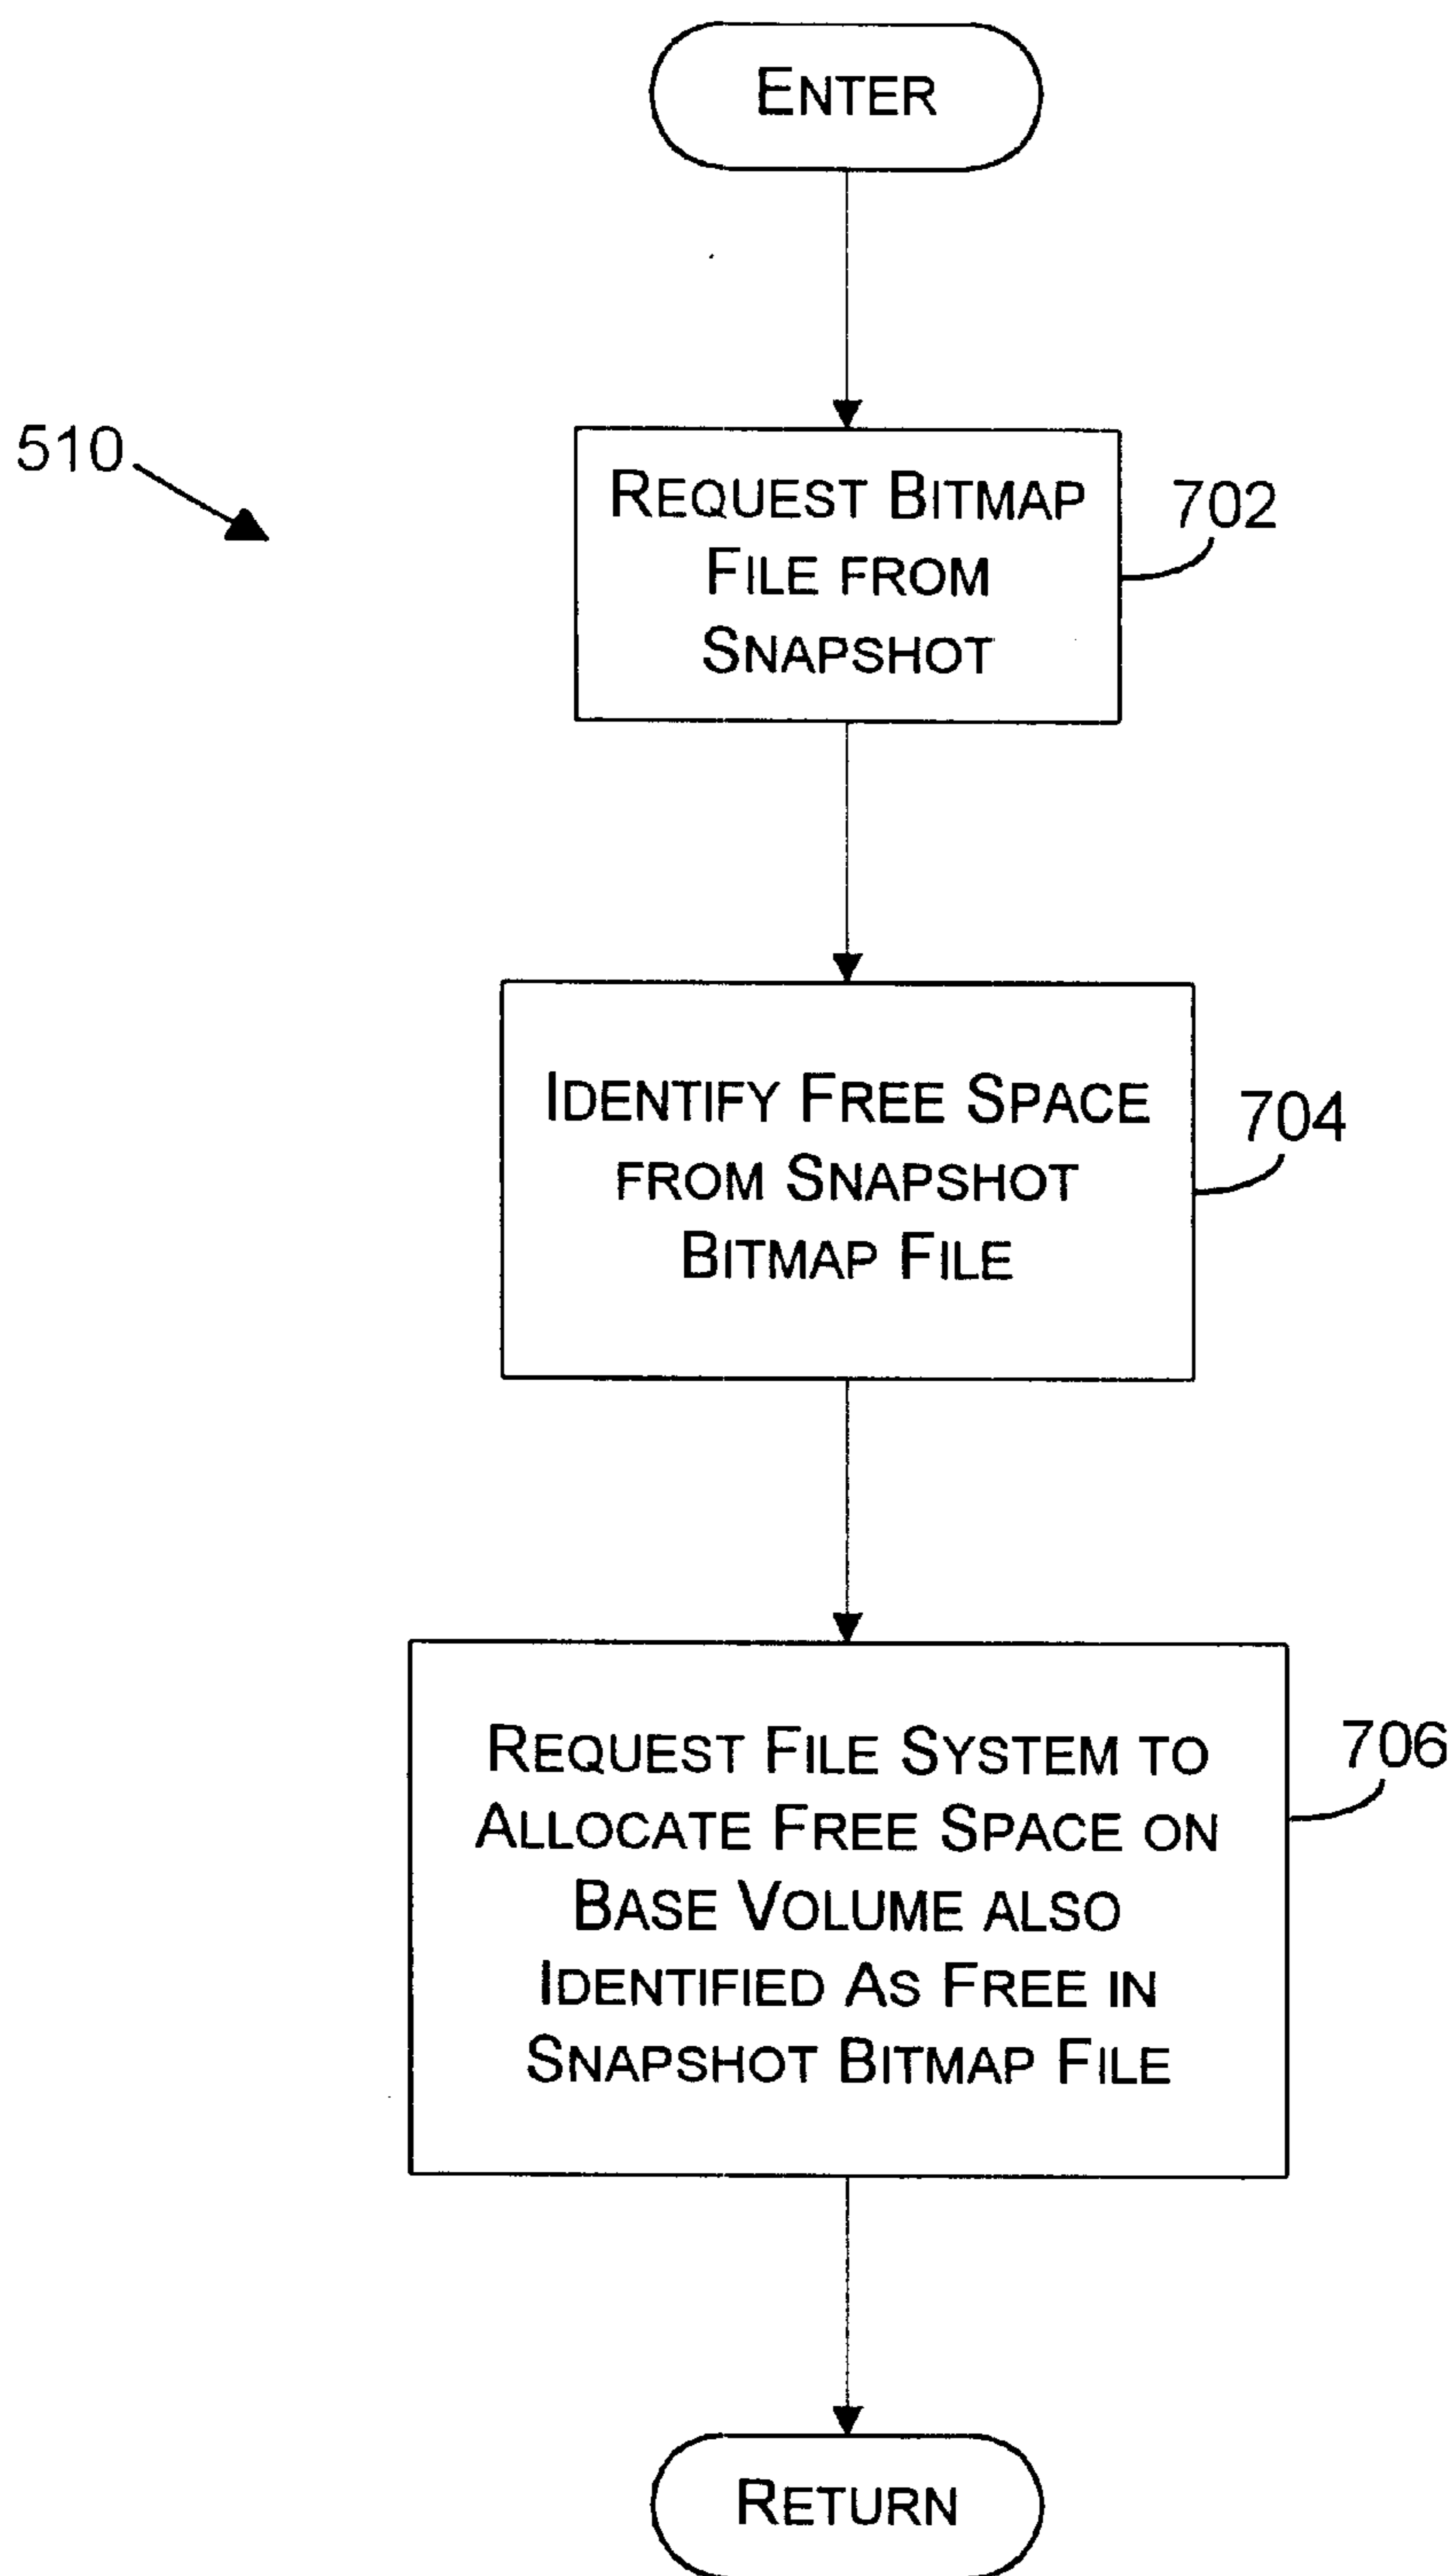 ENTER
510
REQUEST BITMAP
FILE FROM
SNAPSHOT
702
IDENTIFY FREE SPACE
FROM SNAPSHOT
BITMAP FILE
704
REQUEST FILE SYSTEM TO
ALLOCATE FREE SPACE ON
BASE VOLUME ALSO
IDENTIFIED AS FREE IN
SNAPSHOT BITMAP FILE
706
RETURN